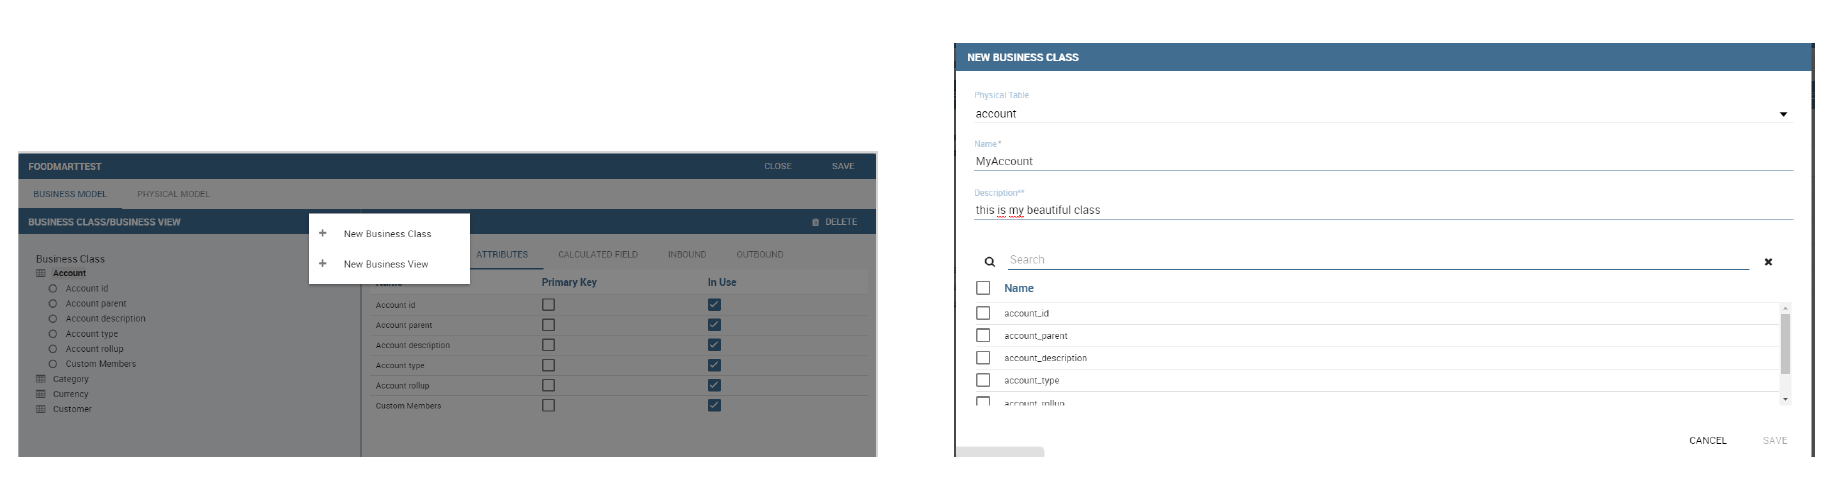 FOODMARTTEST
CLOSE
SAVE
BUSINESS MODEL
PHYSICAL MODEL
BUSINESS CLASS/BUSINESS VIEW
DELETE
+ New Business Class
+ New Business View
Business Class
Account
Account id
Account parent
Account description
Account type
Account rollup
Custom Members
Category
Currency
Customer
ATTRIBUTES
CALCULATED FIELD
INBOUND
OUTBOUND
Name
Primary Key
In Use
Account id
Account parent
Account description
Account type
Account rollup
Custom Members
NEW BUSINESS CLASS
Physical Table
account
Name*
MyAccount
Description**
this is my beautiful class
Search
Name
account_id
account_parent
account_description
account_type
account_rollup
CANCEL
SAVE